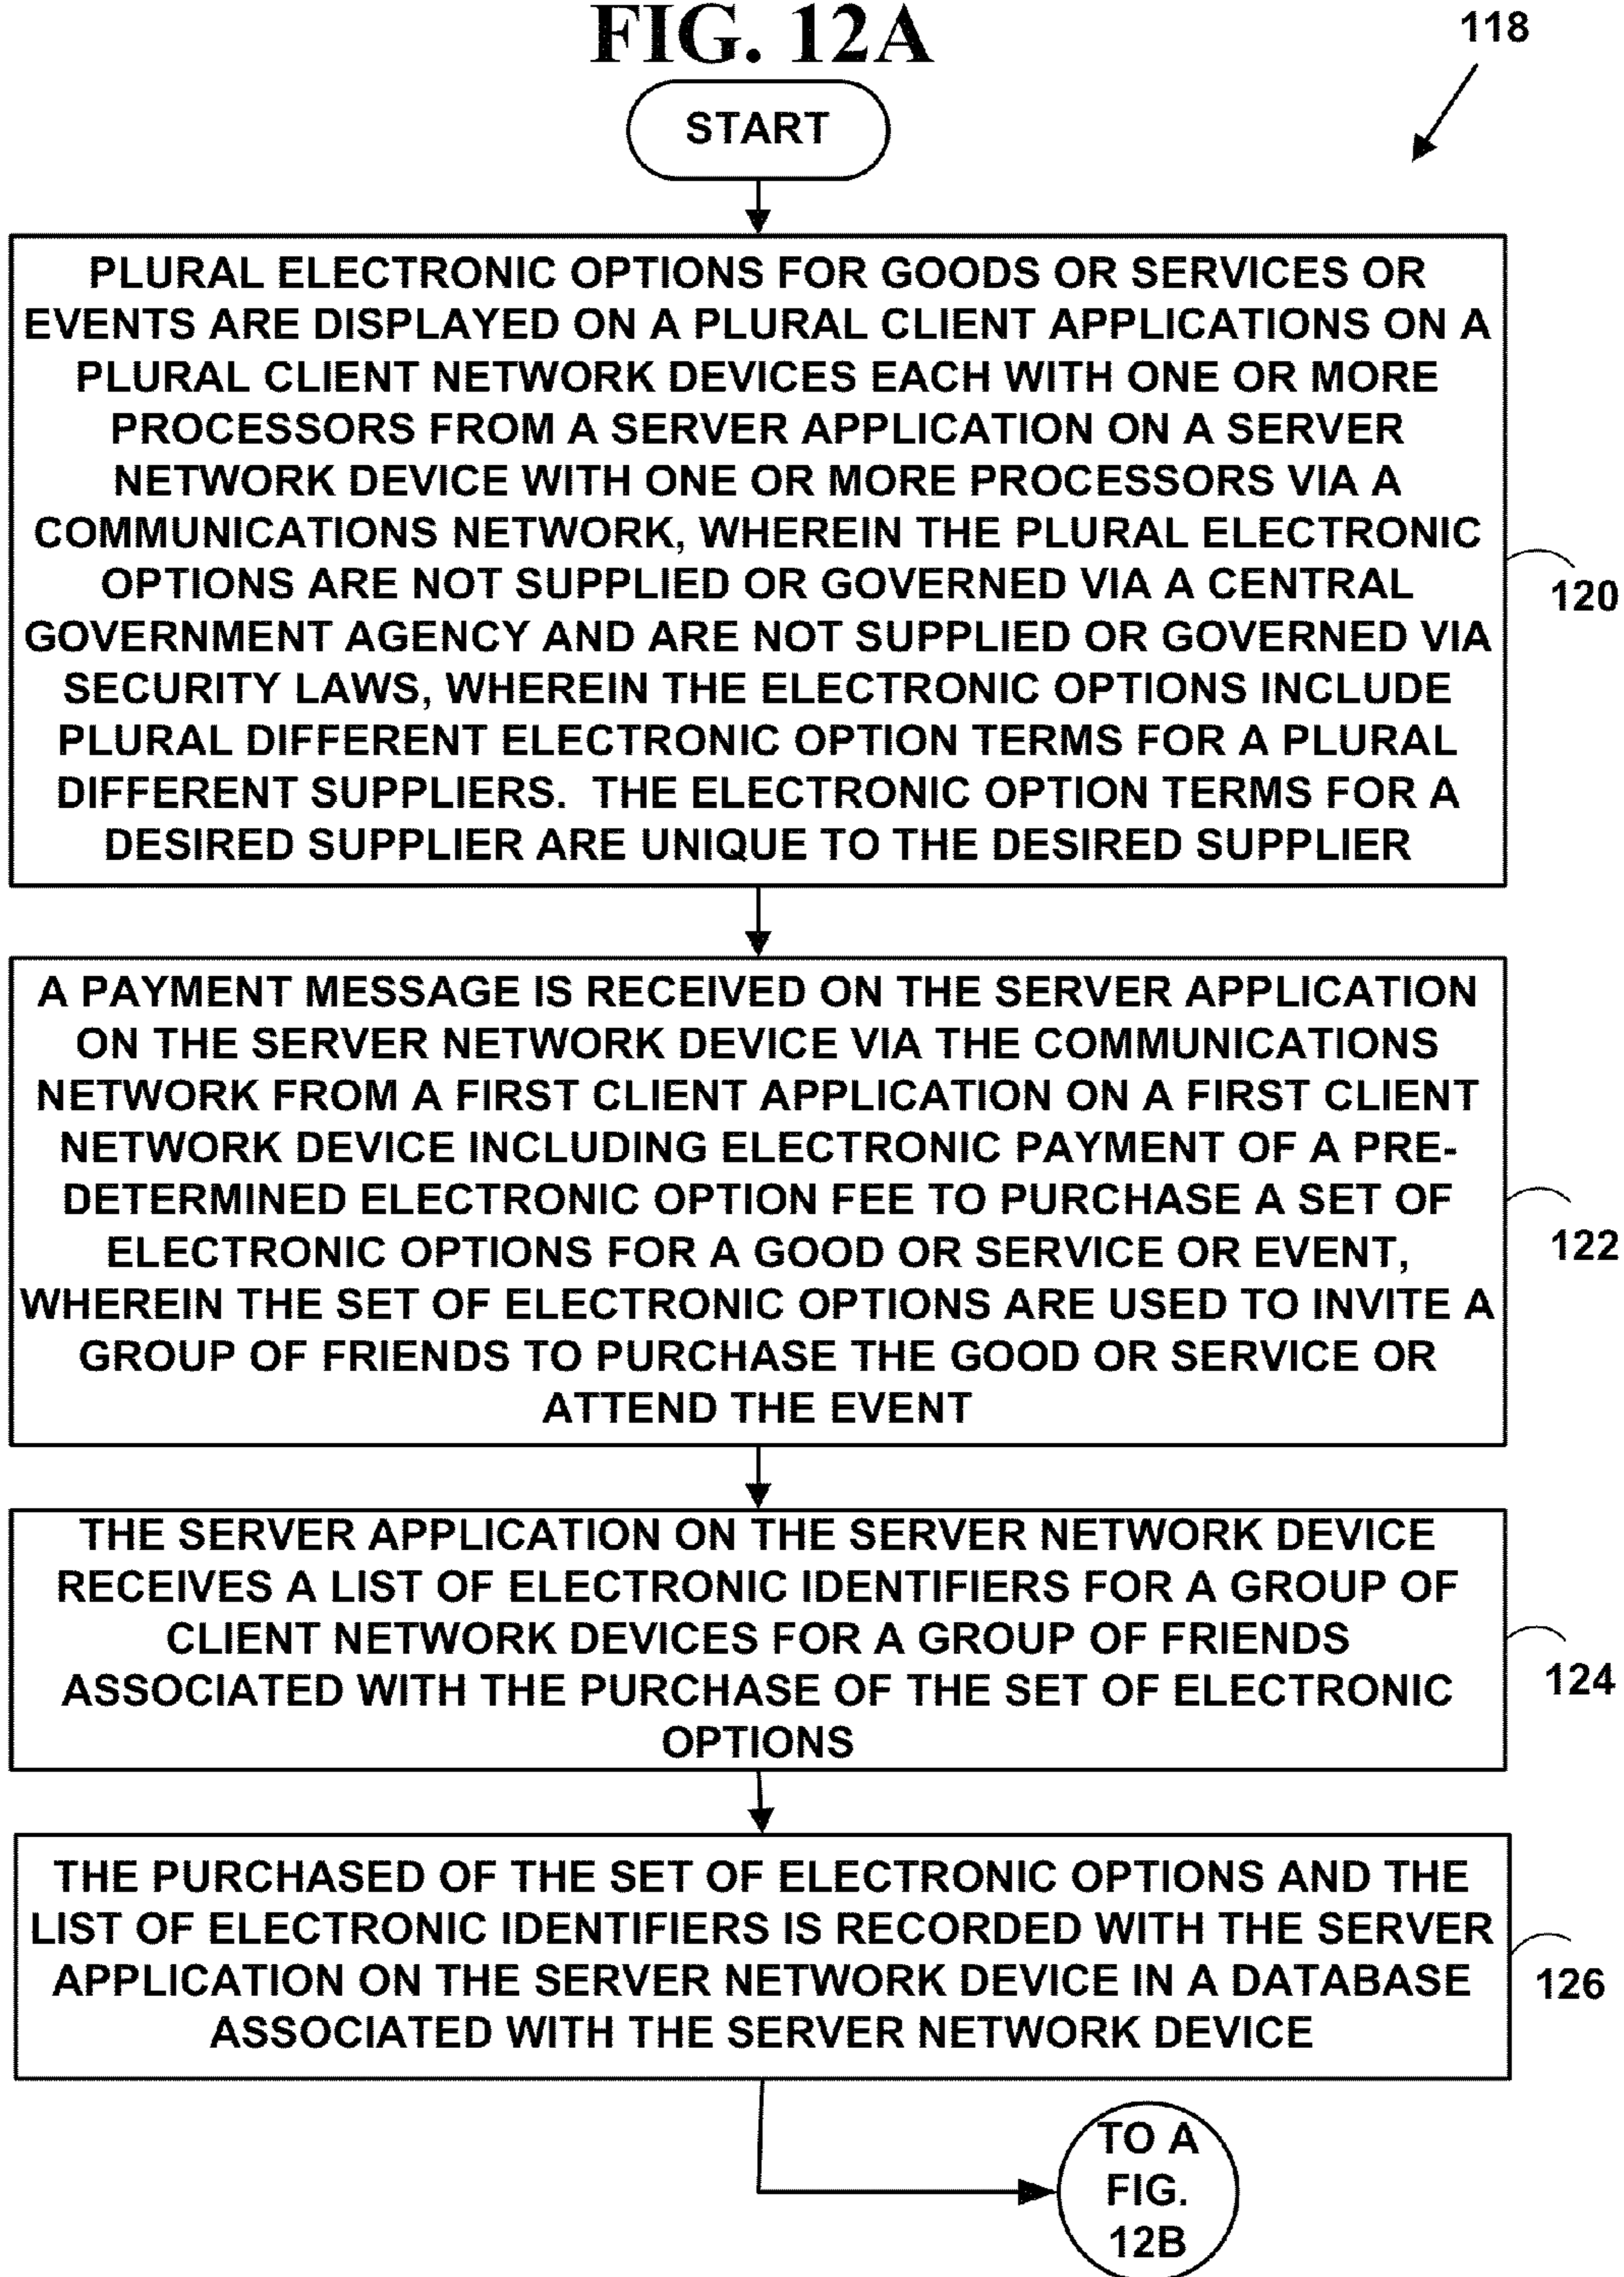 FIG. 12A
118
START
PLURAL ELECTRONIC OPTIONS FOR GOODS OR SERVICES OR
EVENTS ARE DISPLAYED ON A PLURAL CLIENT APPLICATIONS ON A
PLURAL CLIENT NETWORK DEVICES EACH WITH ONE OR MORE
PROCESSORS FROM A SERVER APPLICATION ON A SERVER
NETWORK DEVICE WITH ONE OR MORE PROCESSORS VIA A
COMMUNICATIONS NETWORK, WHEREIN THE PLURAL ELECTRONIC
OPTIONS ARE NOT SUPPLIED OR GOVERNED VIA A CENTRAL
GOVERNMENT AGENCY AND ARE NOT SUPPLIED OR GOVERNED VIA
SECURITY LAWS, WHEREIN THE ELECTRONIC OPTIONS INCLUDE
PLURAL DIFFERENT ELECTRONIC OPTION TERMS FOR A PLURAL
DIFFERENT SUPPLIERS. THE ELECTRONIC OPTION TERMS FOR A
DESIRED SUPPLIER ARE UNIQUE TO THE DESIRED SUPPLIER
120
A PAYMENT MESSAGE IS RECEIVED ON THE SERVER APPLICATION
ON THE SERVER NETWORK DEVICE VIA THE COMMUNICATIONS
NETWORK FROM A FIRST CLIENT APPLICATION ON A FIRST CLIENT
NETWORK DEVICE INCLUDING ELECTRONIC PAYMENT OF A PRE-
DETERMINED ELECTRONIC OPTION FEE TO PURCHASE A SET OF
ELECTRONIC OPTIONS FOR A GOOD OR SERVICE OR EVENT,
WHEREIN THE SET OF ELECTRONIC OPTIONS ARE USED TO INVITE A
GROUP OF FRIENDS TO PURCHASE THE GOOD OR SERVICE OR
ATTEND THE EVENT
122
THE SERVER APPLICATION ON THE SERVER NETWORK DEVICE
RECEIVES A LIST OF ELECTRONIC IDENTIFIERS FOR A GROUP OF
CLIENT NETWORK DEVICES FOR A GROUP OF FRIENDS
ASSOCIATED WITH THE PURCHASE OF THE SET OF ELECTRONIC
OPTIONS
124
THE PURCHASED OF THE SET OF ELECTRONIC OPTIONS AND THE
LIST OF ELECTRONIC IDENTIFIERS IS RECORDED WITH THE SERVER
APPLICATION ON THE SERVER NETWORK DEVICE IN A DATABASE
ASSOCIATED WITH THE SERVER NETWORK DEVICE
126
TO A
FIG.
12B